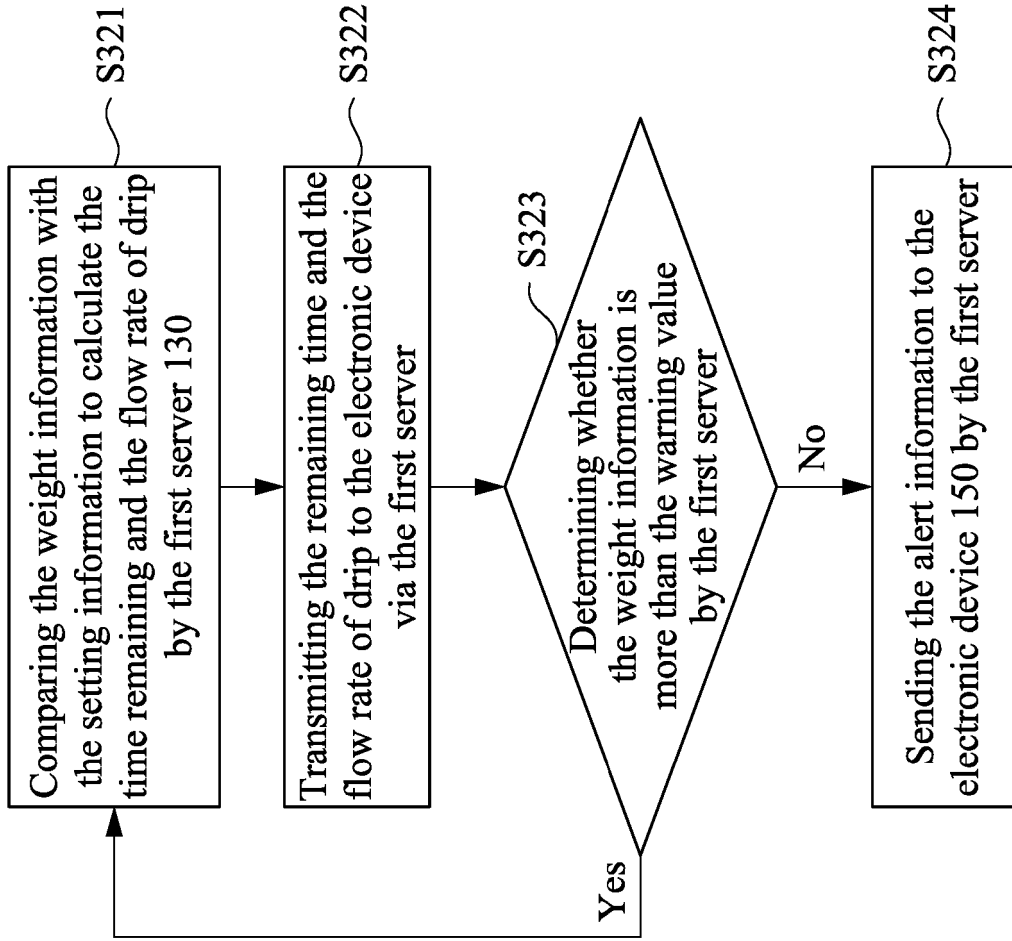 Comparing the weight information with
the setting information to calculate the
time remaining and the flow rate of drip
by the first server 130
S321
Transmitting the remaining time and the
flow rate of drip to the electronic device
via the first server
S322
Determining whether
the weight information is
more than the warning value
by the first server
S323
Yes
No
Sending the alert information to the
electronic device 150 by the first server
S324